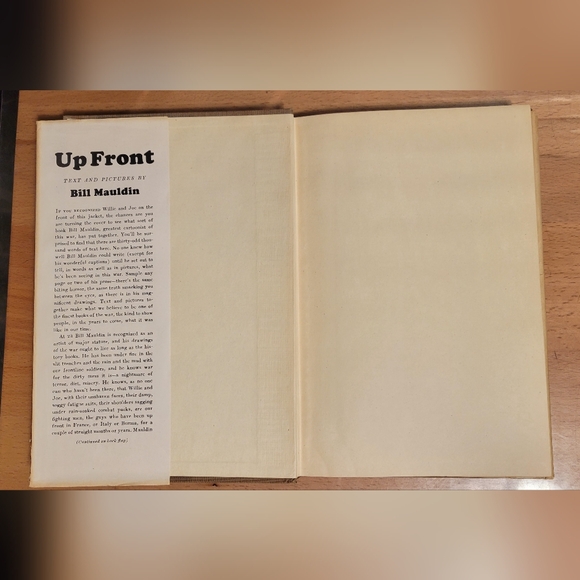 Up Front
TEXT AND PICTURES BY
Bill Mauldin
IF YOU RECOGNIZED Willie and Joe on the
front of this jacket, the chances are you
are turning the cover to see what sort of
book Bill Mauldin, greatest cartoonist of
this war, has put together. You'll be sur-
prised to find that there are thirty-odd thou-
sand words of text here. No one knew how
well Bill Mauldin could write (except for
his wonderful captions) until he set out to
tell, in words as well as in pictures, what
he's been seeing in this war. Sample any
page or two of his prose—there's the same
biting humor, the same truth smacking you
between the eyes, as there is in his mag-
nificent drawings. Text and pictures to-
gether make what we believe to be one of
the finest books of the war, the kind to show
people, in the years to come, what it was
like in our time.
At 23 Bill Mauldin is recognized as an
artist of major stature, and his drawings
of the war ought to live as long as the his-
tory books. He has been under fire in the
slit trenches and the rain and the mud with
our frontline soldiers, and he knows war
for the dirty mess it is—a nightmare of
terror, dirt, misery. He knows, as no one
can who hasn't been there, that Willie and
Joe, with their unshaven faces, their damp,
soggy fatigue suits, their shoulders sagging
under rain-soaked combat packs, are our
fighting men, the guys who have been up
front in France, or Italy or Burma, for a
couple of straight months or years. Mauldin
(Continued on back flap)